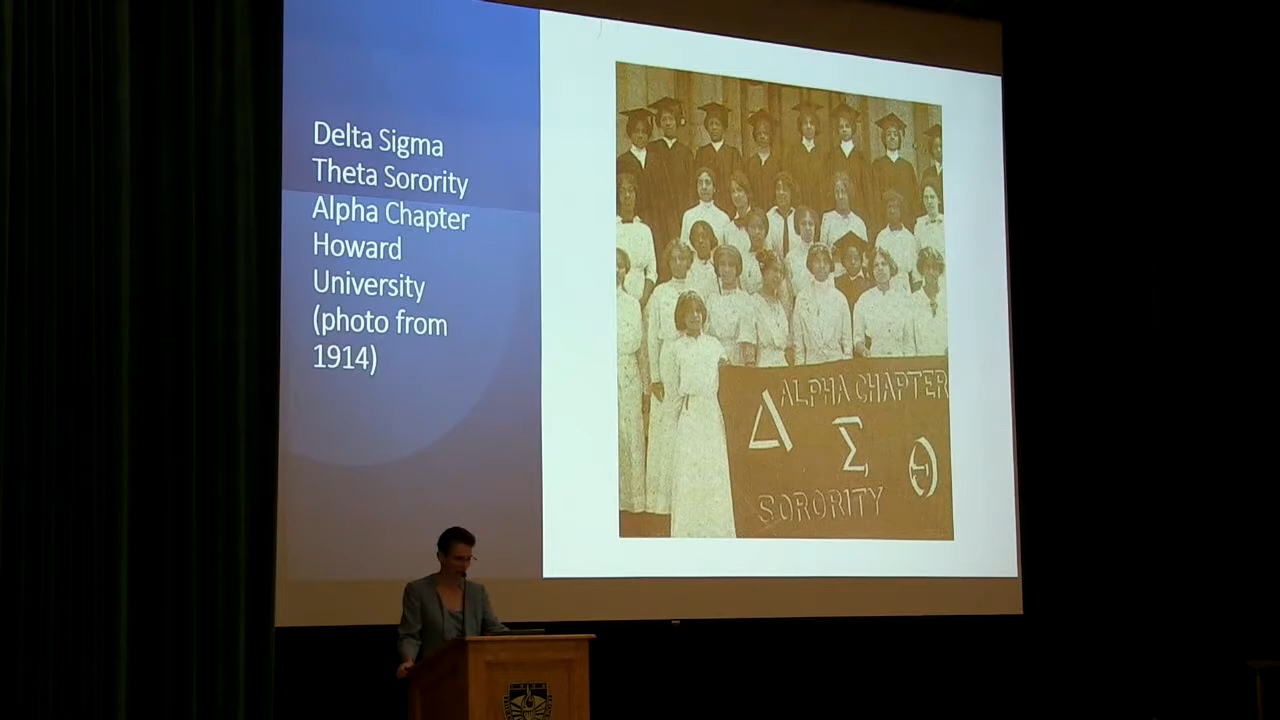 Delta Sigma
Theta Sorority
Alpha Chapter
Howard
University
(photo from
1914)
ALPHA CHAPTER
Δ Σ Θ
SORORITY